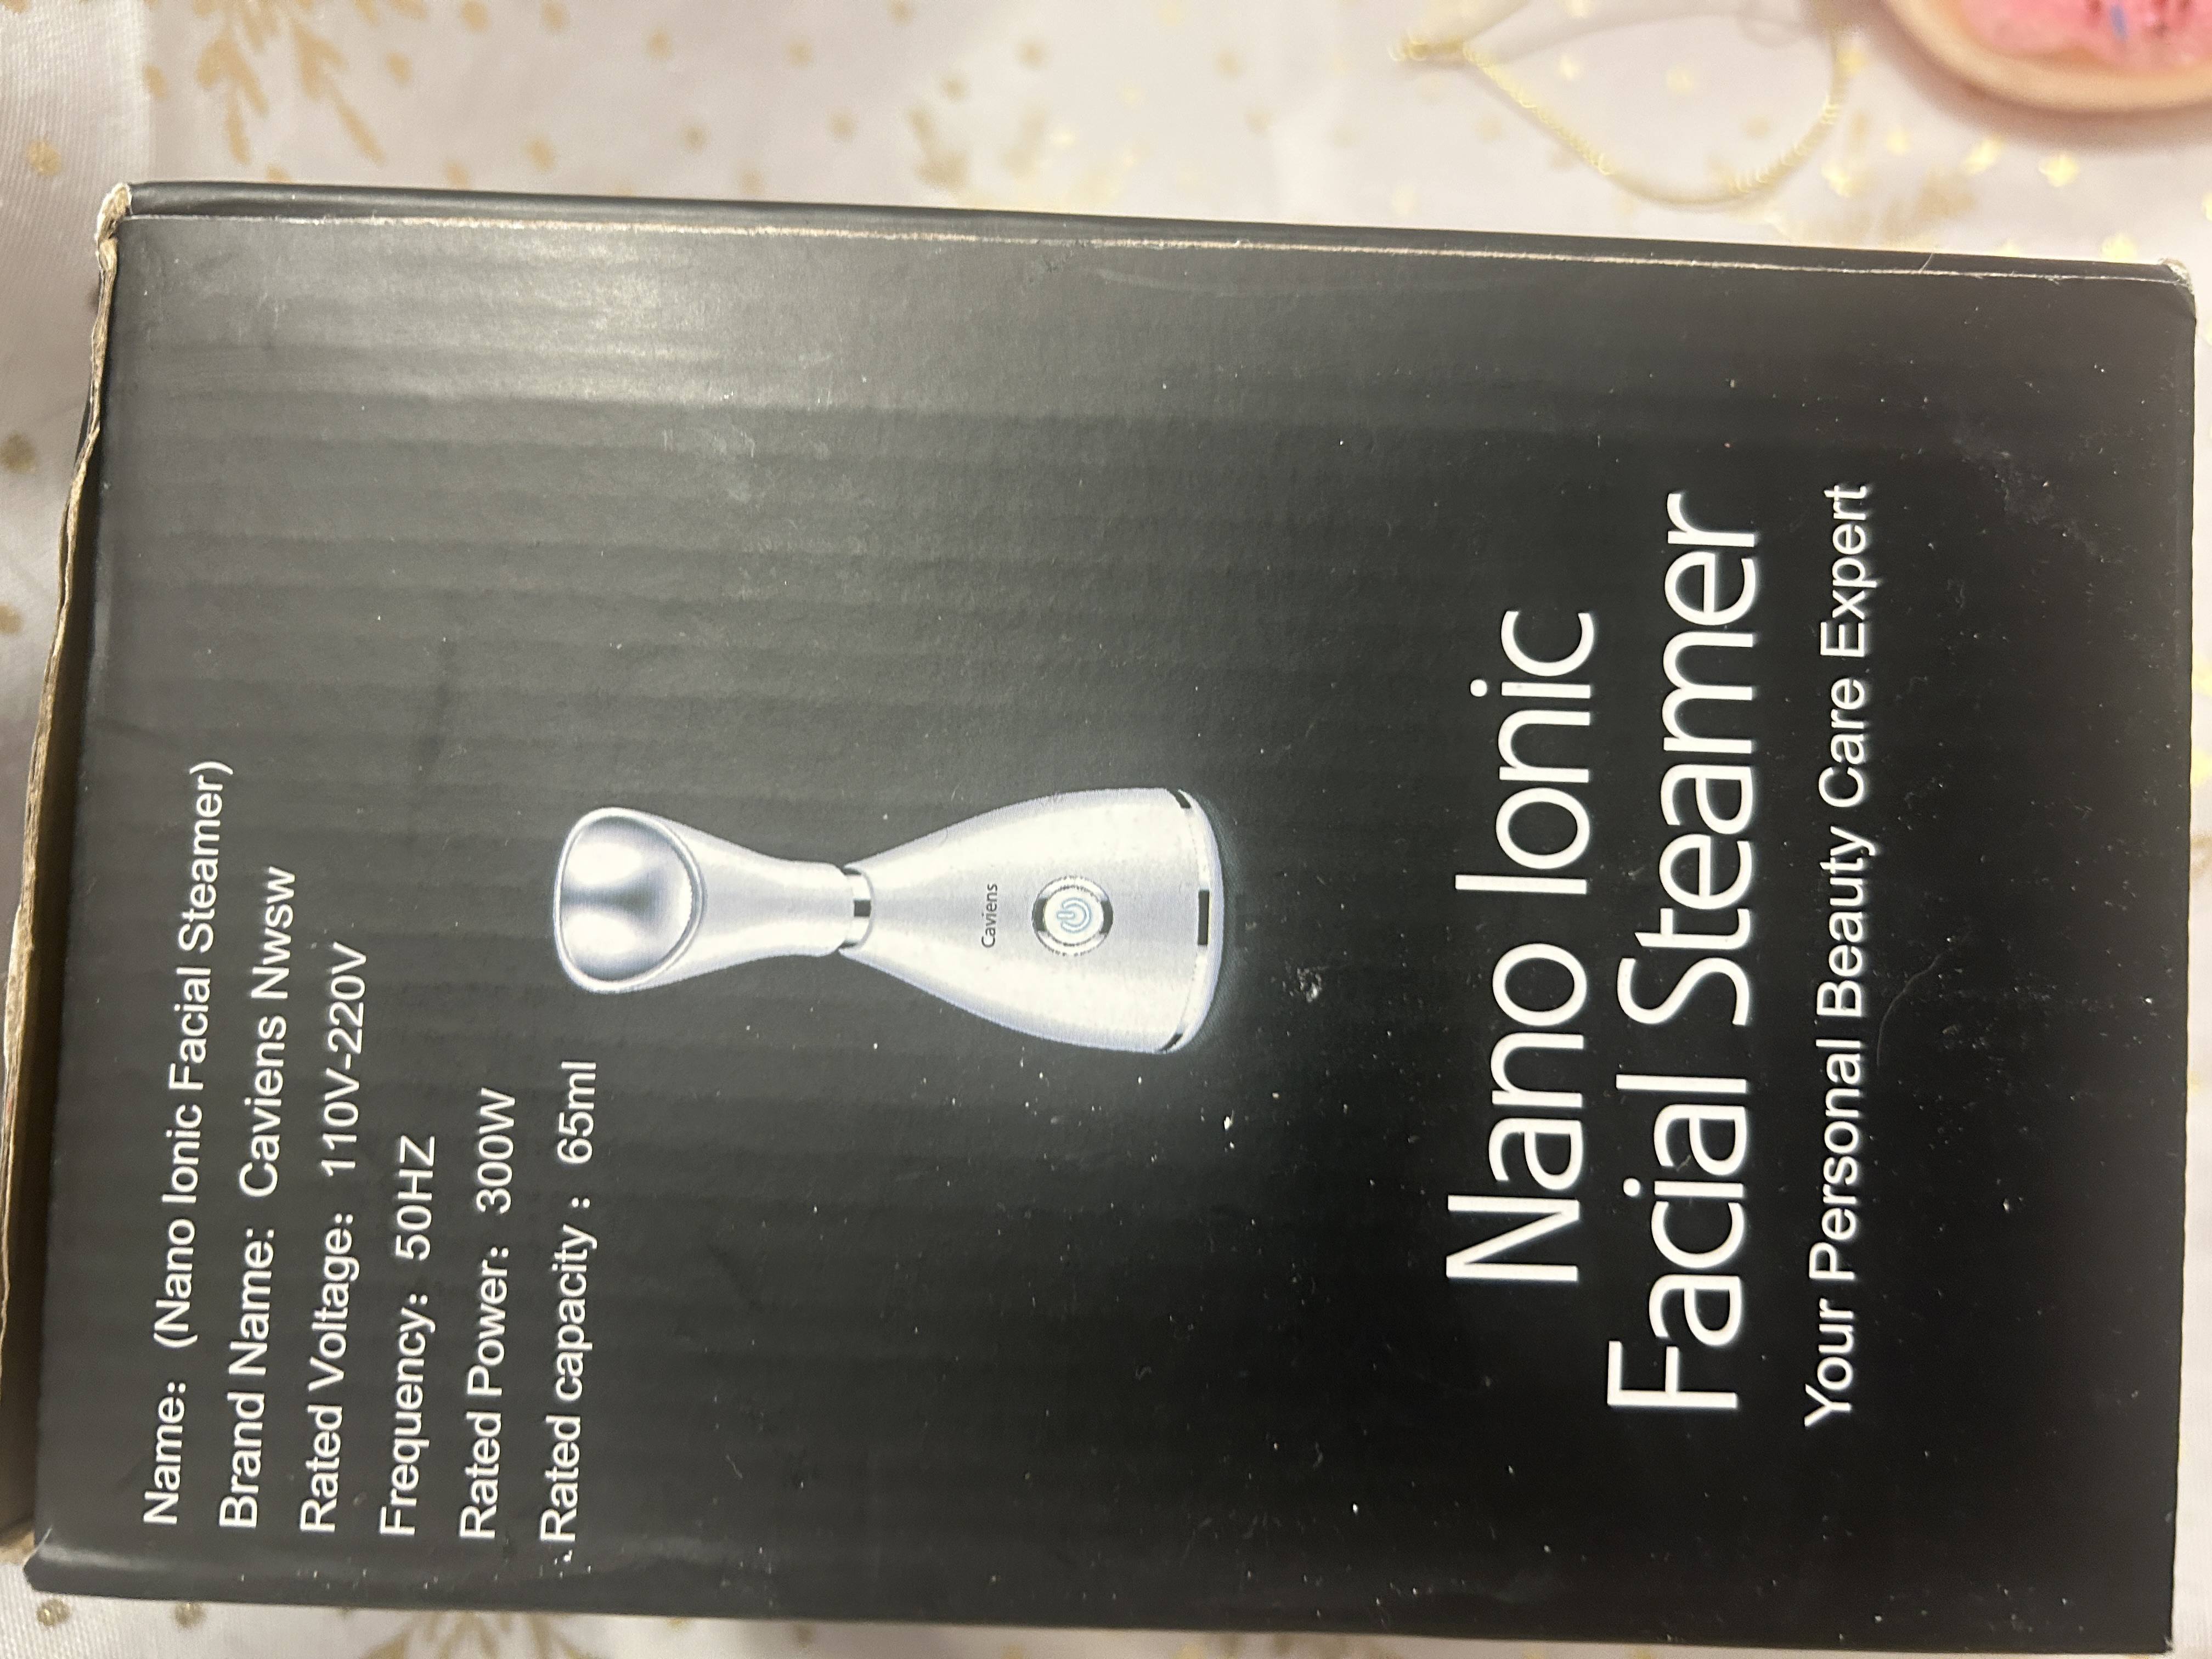 Name: (Nano Ionic Facial Steamer)
Brand Name: Caviens Nwsw
Rated Voltage: 110V-220V
Frequency: 50HZ
Rated Power: 300W
Rated capacity : 65ml
Caviens
Nano Ionic
Facial Steamer
Your Personal Beauty Care Expert